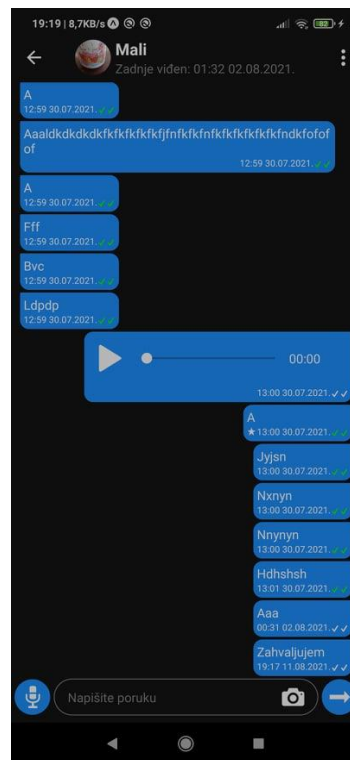 19:19 | 8,7KB/s
82
Mali
Zadnje viđen: 01:32 02.08.2021.
A
12:59 30.07.2021.
Aaaldkdkdkdkfkfkfkfkfkfjfnfkfkfnfkfkfkfkfkfkfndkfofof
of
12:59 30.07.2021.
A
12:59 30.07.2021.
Fff
12:59 30.07.2021.
Bvc
12:59 30.07.2021.
Ldpdp
12:59 30.07.2021.
00:00
13:00 30.07.2021.
A
★13:00 30.07.2021.
Jyjsn
13:00 30.07.2021.
Nxnyn
13:00 30.07.2021.
Nnynyn
13:00 30.07.2021.
Hdhshsh
13:01 30.07.2021.
Aaa
00:31 02.08.2021.
Zahvaljujem
19:17 11.08.2021.
Napišite poruku